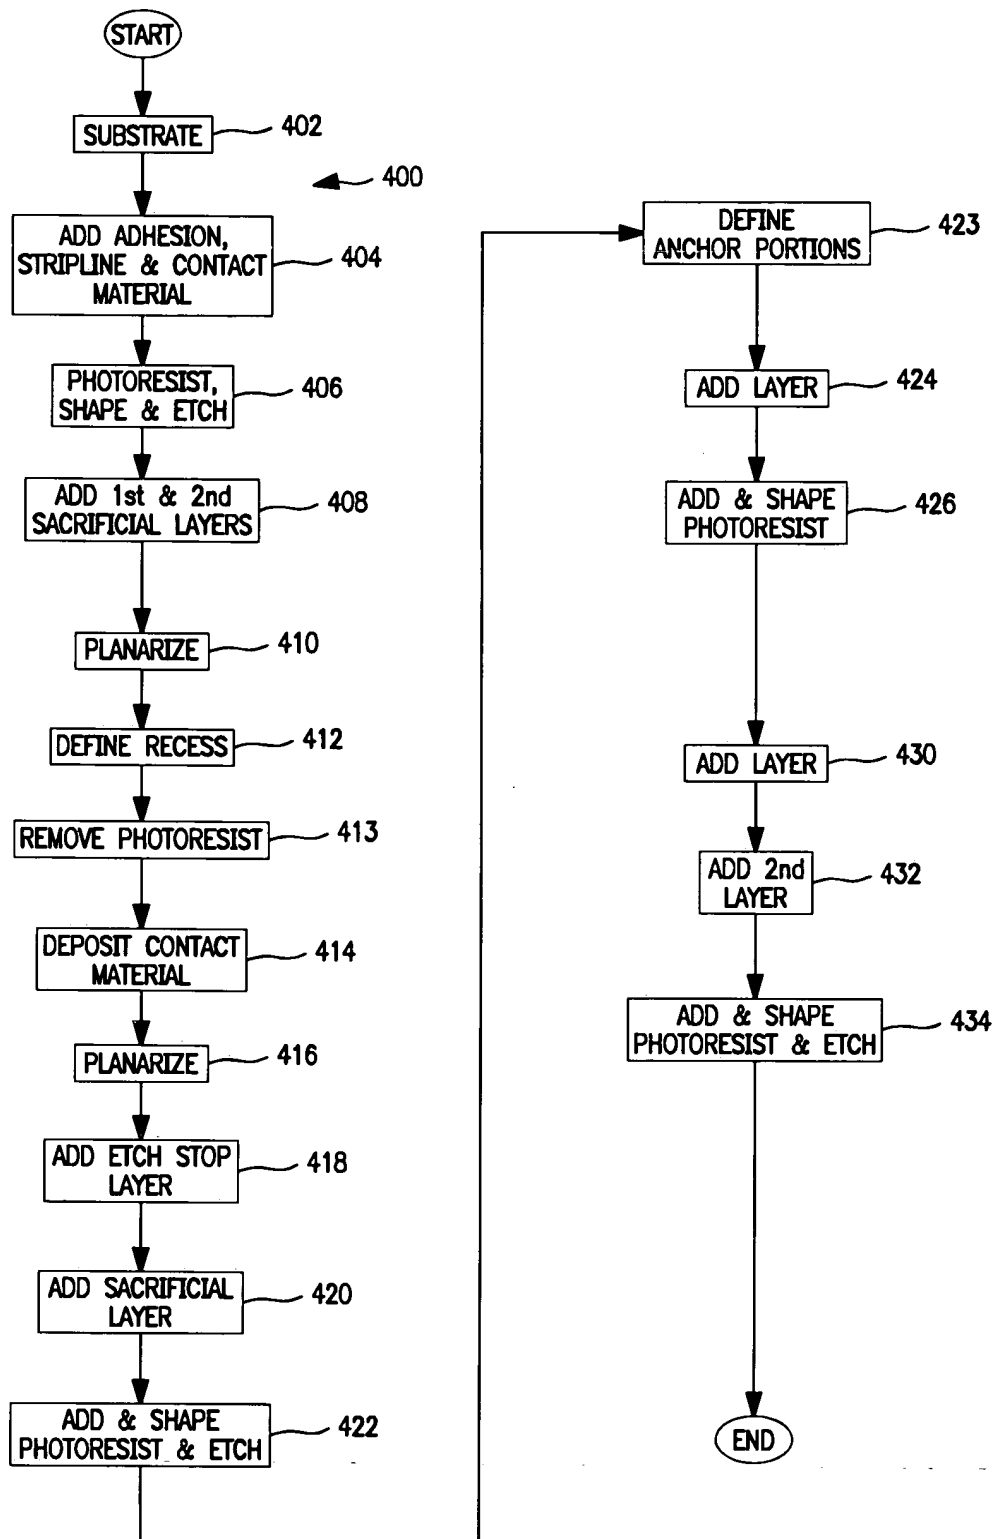 START
SUBSTRATE
402
400
ADD ADHESION,
STRIPLINE & CONTACT
MATERIAL
404
PHOTORESIST,
SHAPE & ETCH
406
ADD 1st & 2nd
SACRIFICIAL LAYERS
408
PLANARIZE
410
DEFINE RECESS
412
REMOVE PHOTORESIST
413
DEPOSIT CONTACT
MATERIAL
414
PLANARIZE
416
ADD ETCH STOP
LAYER
418
ADD SACRIFICIAL
LAYER
420
ADD & SHAPE
PHOTORESIST & ETCH
422
DEFINE
ANCHOR PORTIONS
423
ADD LAYER
424
ADD & SHAPE
PHOTORESIST
426
ADD LAYER
430
ADD 2nd
LAYER
432
ADD & SHAPE
PHOTORESIST & ETCH
434
END